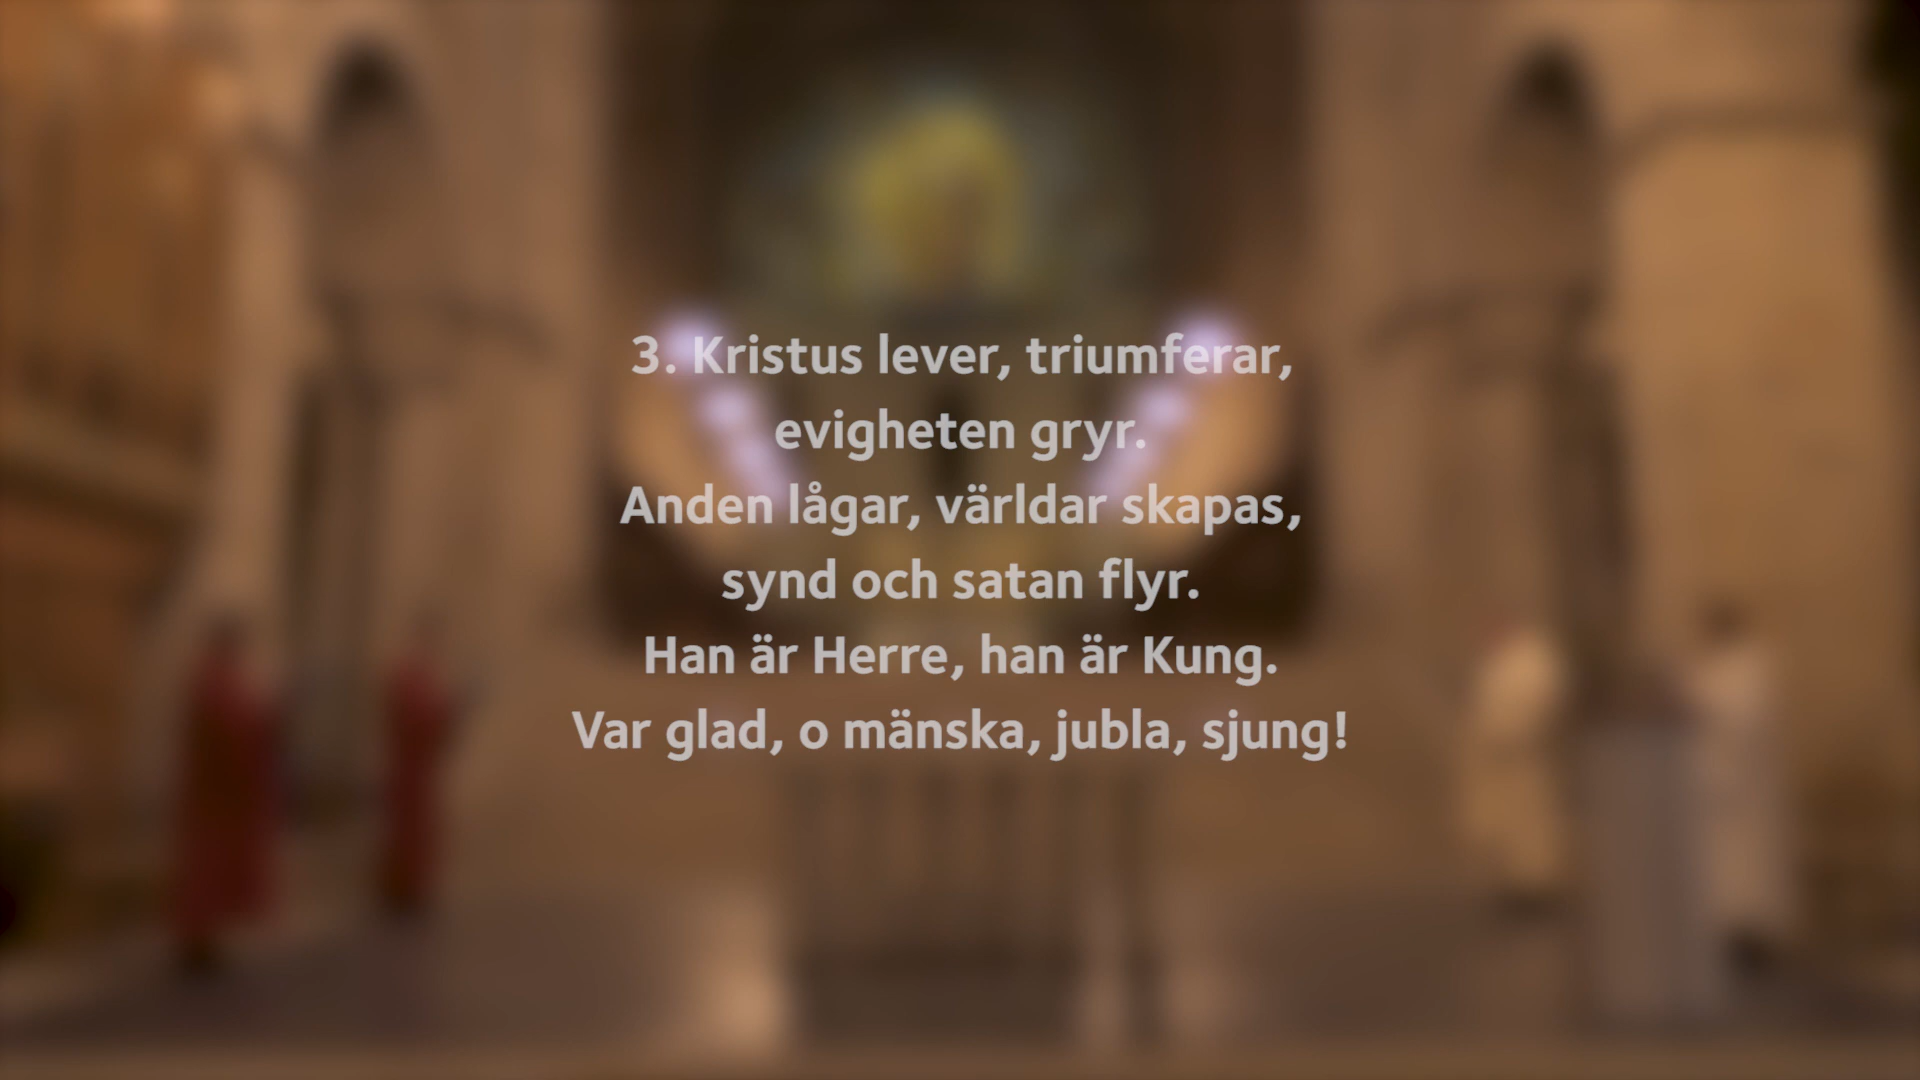 3. Kristus lever, triumferar,
evigheten gryr.
Anden lågar, världar skapas,
synd och satan flyr.
Han är Herre, han är Kung.
Var glad, o mänska, jubla, sjung!